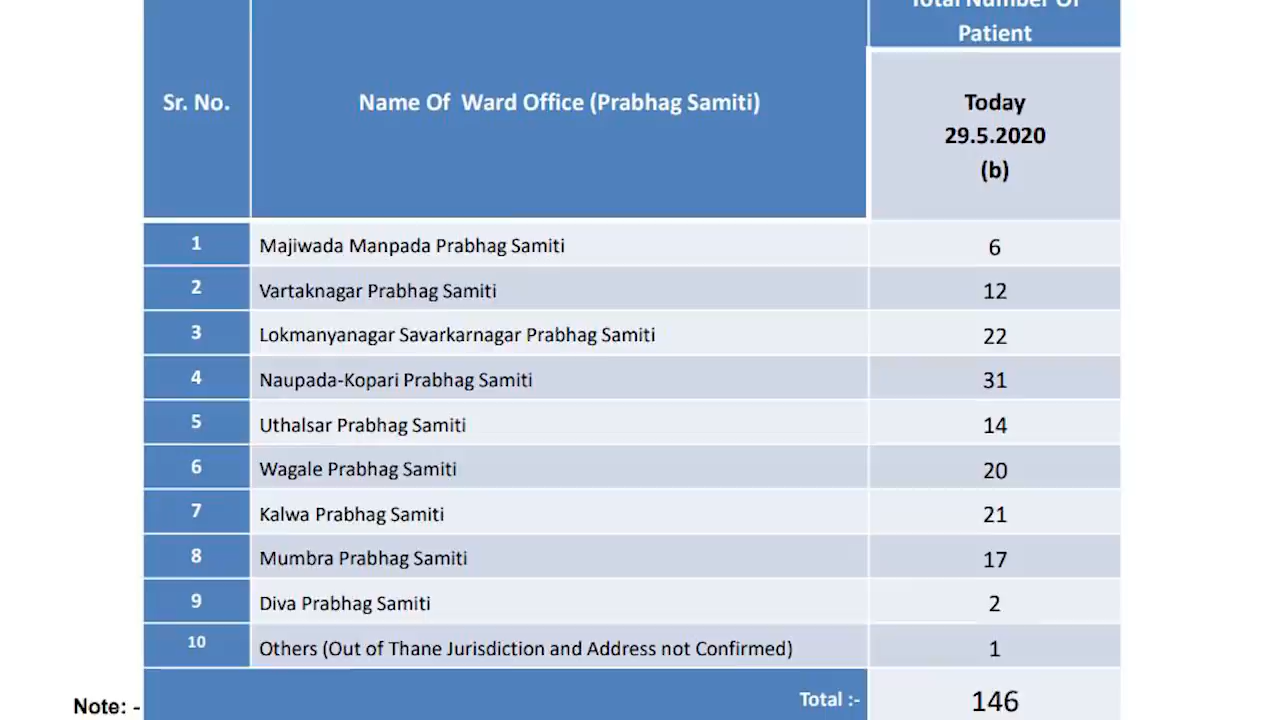 Total Number Of
Patient
Sr. No. Name Of Ward Office (Prabhag Samiti)
Today
29.5.2020
(b)
1 Majiwada Manpada Prabhag Samiti 6
2 Vartaknagar Prabhag Samiti 12
3 Lokmanyanagar Savarkarnagar Prabhag Samiti 22
4 Naupada-Kopari Prabhag Samiti 31
5 Uthalsar Prabhag Samiti 14
6 Wagale Prabhag Samiti 20
7 Kalwa Prabhag Samiti 21
8 Mumbra Prabhag Samiti 17
9 Diva Prabhag Samiti 2
10 Others (Out of Thane Jurisdiction and Address not Confirmed) 1
Total :- 146
Note: -